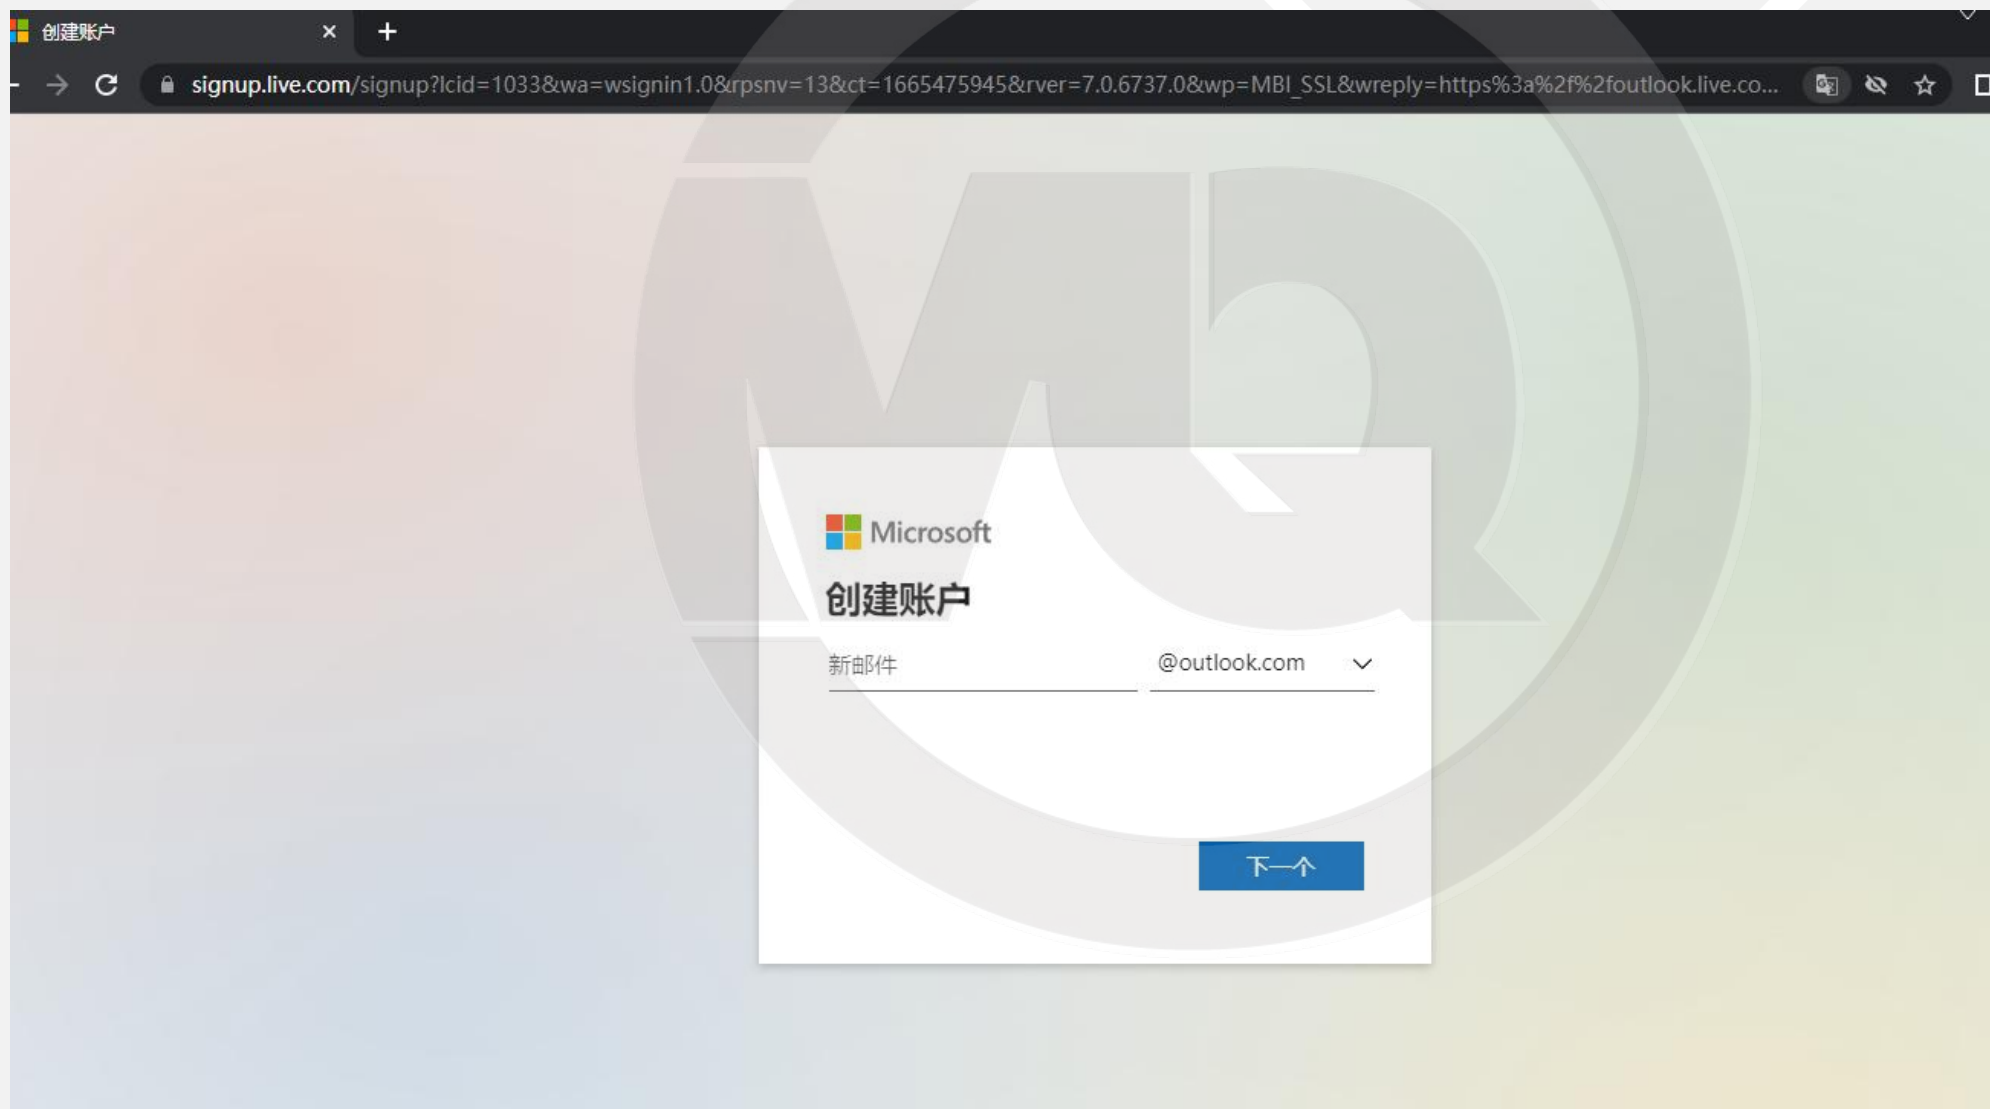 创建账户
signup.live.com/signup?lcid=1033&wa=wsignin1.0&rpsnv=13&ct=1665475945&rver=7.0.6737.0&wp=MBI_SSL&wreply=https%3a%2f%2foutlook.live.co...
MQ
Microsoft
创建账户
新邮件 @outlook.com
下一个